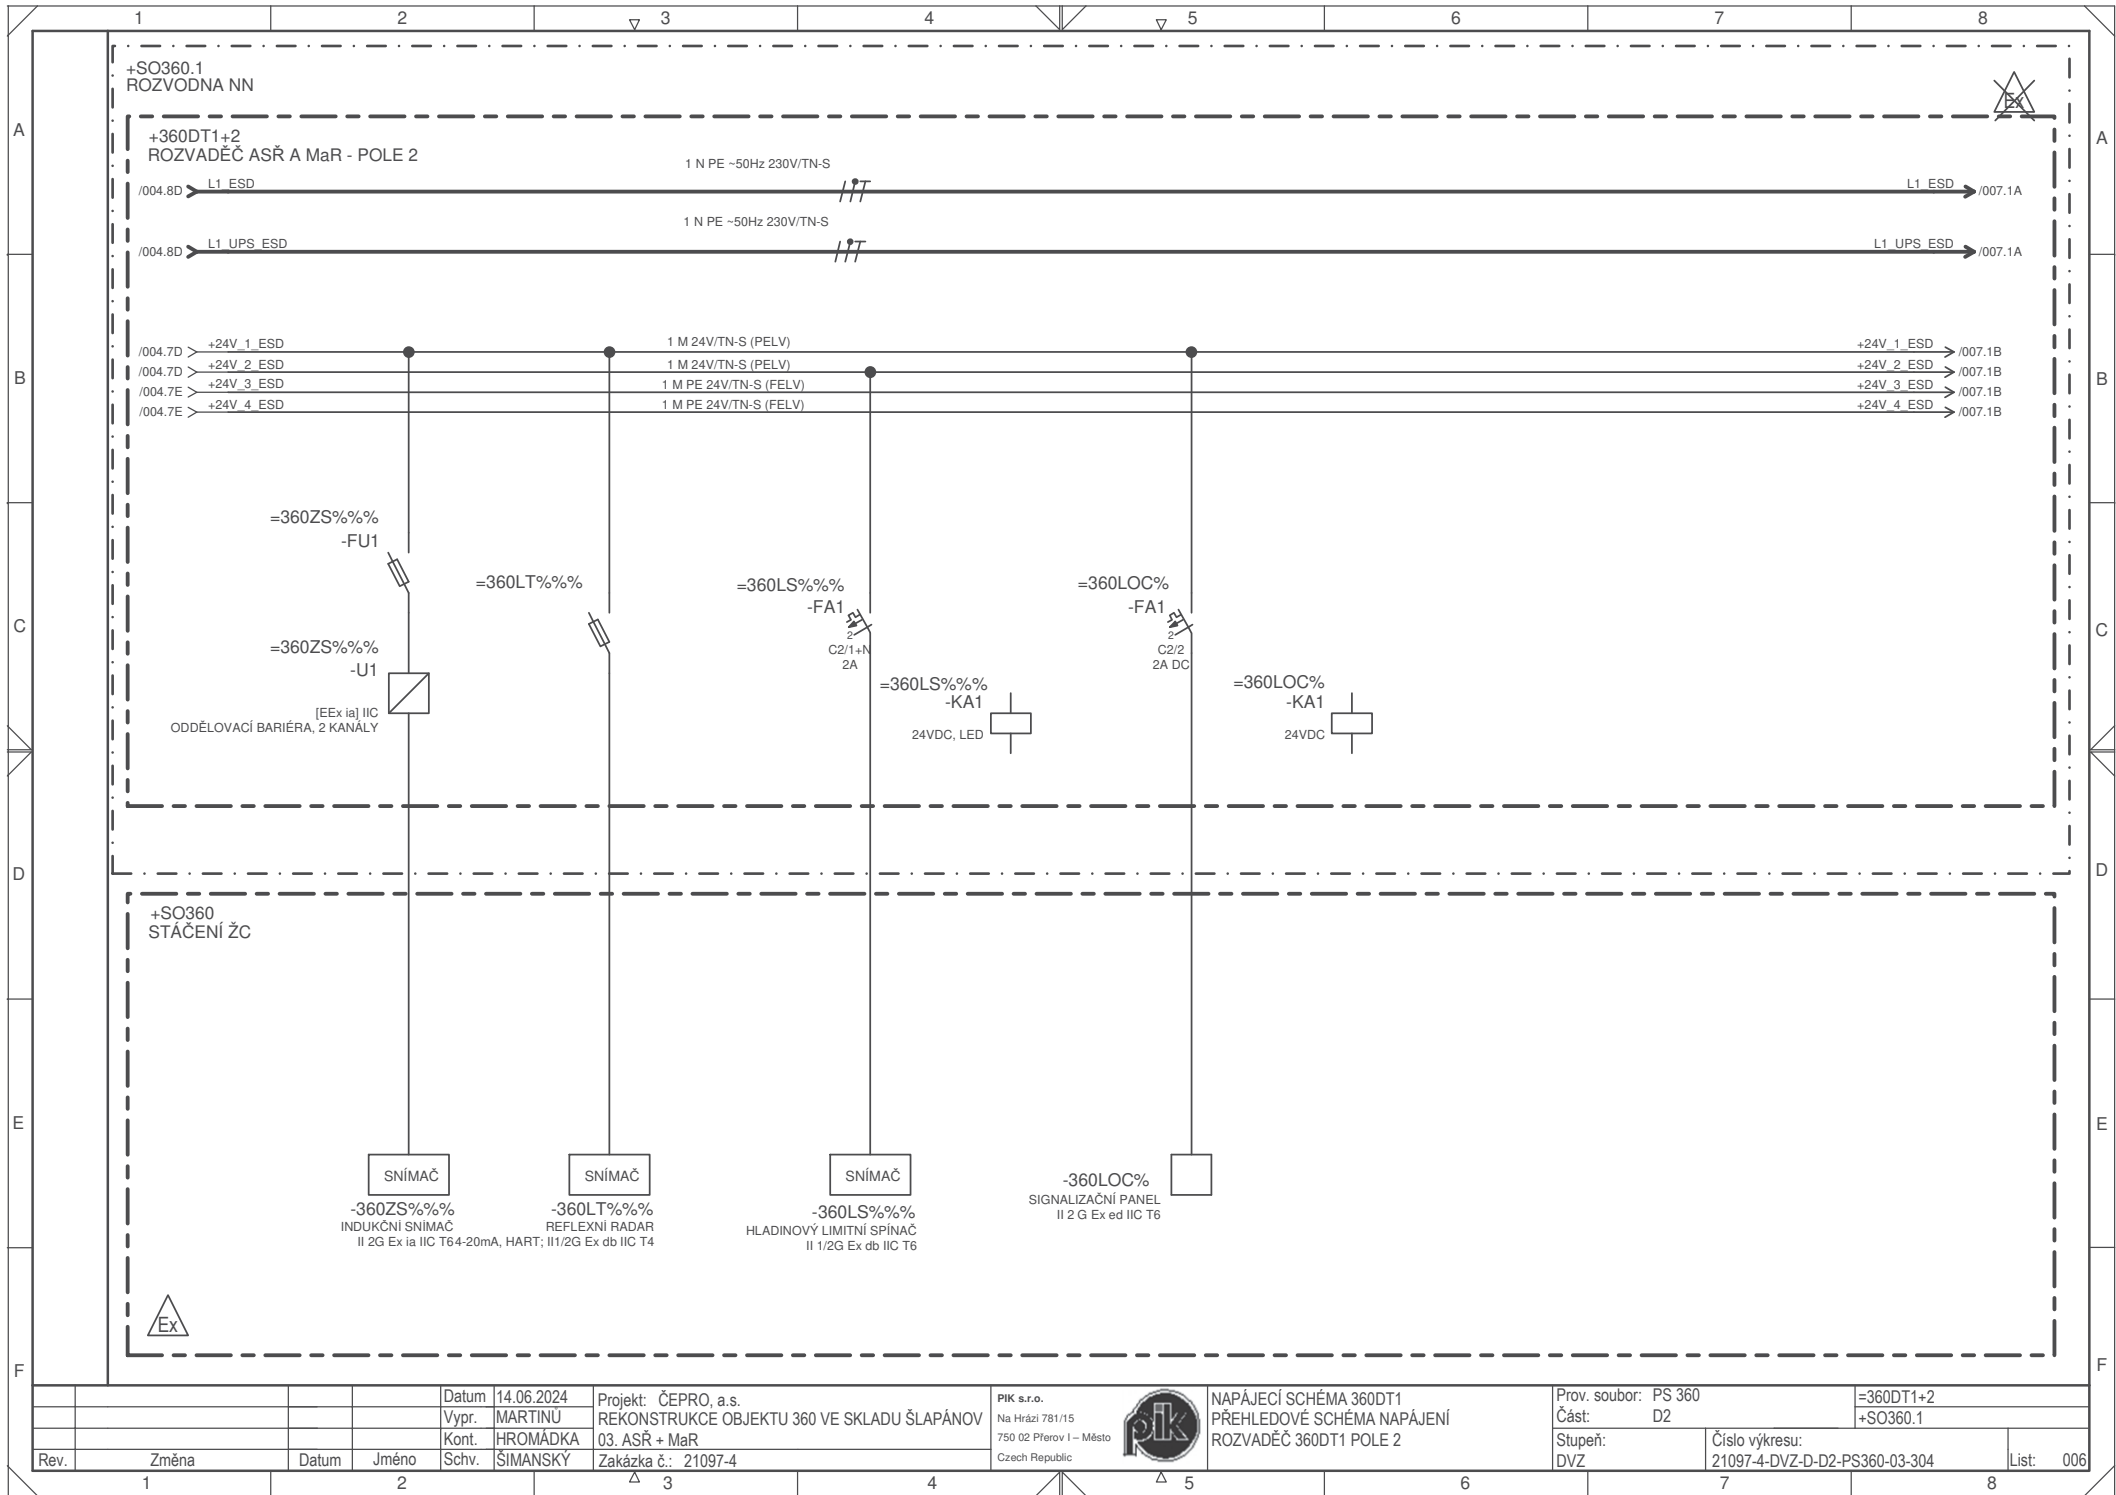 1 2 3 4 5 6 7 8
+SO360.1
ROZVODNA NN
Ex
A A
+360DT1+2
ROZVADĚČ ASŘ A MaR - POLE 2
1 N PE ~50Hz 230V/TN-S
/004.8D L1_ESD L1_ESD /007.1A
1 N PE ~50Hz 230V/TN-S
/004.8D L1_UPS_ESD L1_UPS_ESD /007.1A
/004.7D +24V_1_ESD 1 M 24V/TN-S (PELV) +24V_1_ESD /007.1B
/004.7D +24V_2_ESD 1 M 24V/TN-S (PELV) +24V_2_ESD /007.1B
B B
/004.7E +24V_3_ESD 1 M PE 24V/TN-S (FELV) +24V_3_ESD /007.1B
/004.7E +24V_4_ESD 1 M PE 24V/TN-S (FELV) +24V_4_ESD /007.1B
=360ZS%%%
-FU1
=360LT%%%
=360LS%%%
-FA1
2
C2/1+N
2A
=360LOC%
-FA1
2
C2/2
2A DC
C C
=360ZS%%%
-U1
[EEx ia] IIC
ODDĚLOVACÍ BARIÉRA, 2 KANÁLY
=360LS%%%
-KA1
24VDC, LED
=360LOC%
-KA1
24VDC
D D
+SO360
STÁČENÍ ŽC
E E
SNÍMAČ
-360ZS%%%
INDUKČNÍ SNÍMAČ
II 2G Ex ia IIC T6
SNÍMAČ
-360LT%%%
REFLEXNÍ RADAR
4-20mA, HART; II1/2G Ex db IIC T4
SNÍMAČ
-360LS%%%
HLADINOVÝ LIMITNÍ SPÍNAČ
II 1/2G Ex db IIC T6
-360LOC%
SIGNALIZAČNÍ PANEL
II 2 G Ex ed IIC T6
Ex
F F
Rev. Změna Datum Jméno
Datum 14.06.2024
Vypr. MARTINŮ
Kont. HROMÁDKA
Schv. ŠIMANSKÝ
Projekt: ČEPRO, a.s.
REKONSTRUKCE OBJEKTU 360 VE SKLADU ŠLAPÁNOV
03. ASŘ + MaR
Zakázka č.: 21097-4
PIK s.r.o.
Na Hrázi 781/15
750 02 Přerov I – Město
Czech Republic
pik
NAPÁJECÍ SCHÉMA 360DT1
PŘEHLEDOVÉ SCHÉMA NAPÁJENÍ
ROZVADĚČ 360DT1 POLE 2
Prov. soubor: PS 360
Část: D2
Stupeň:
DVZ
=360DT1+2
+SO360.1
Číslo výkresu:
21097-4-DVZ-D-D2-PS360-03-304
List: 006
1 2 3 4 5 6 7 8